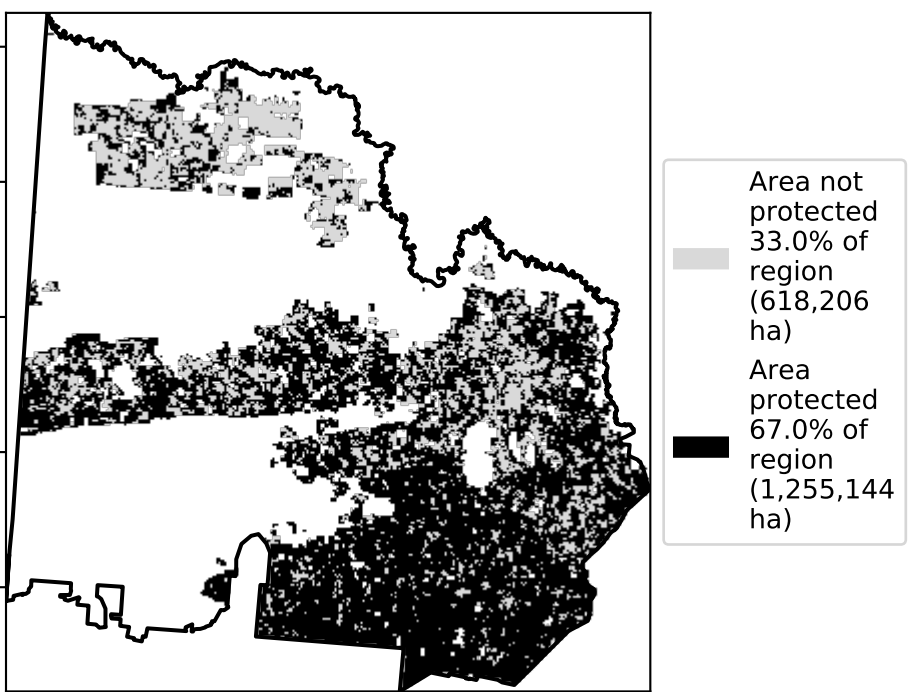 Area not
protected
33.0% of
region
(618,206
ha)
Area
protected
67.0% of
region
(1,255,144
ha)